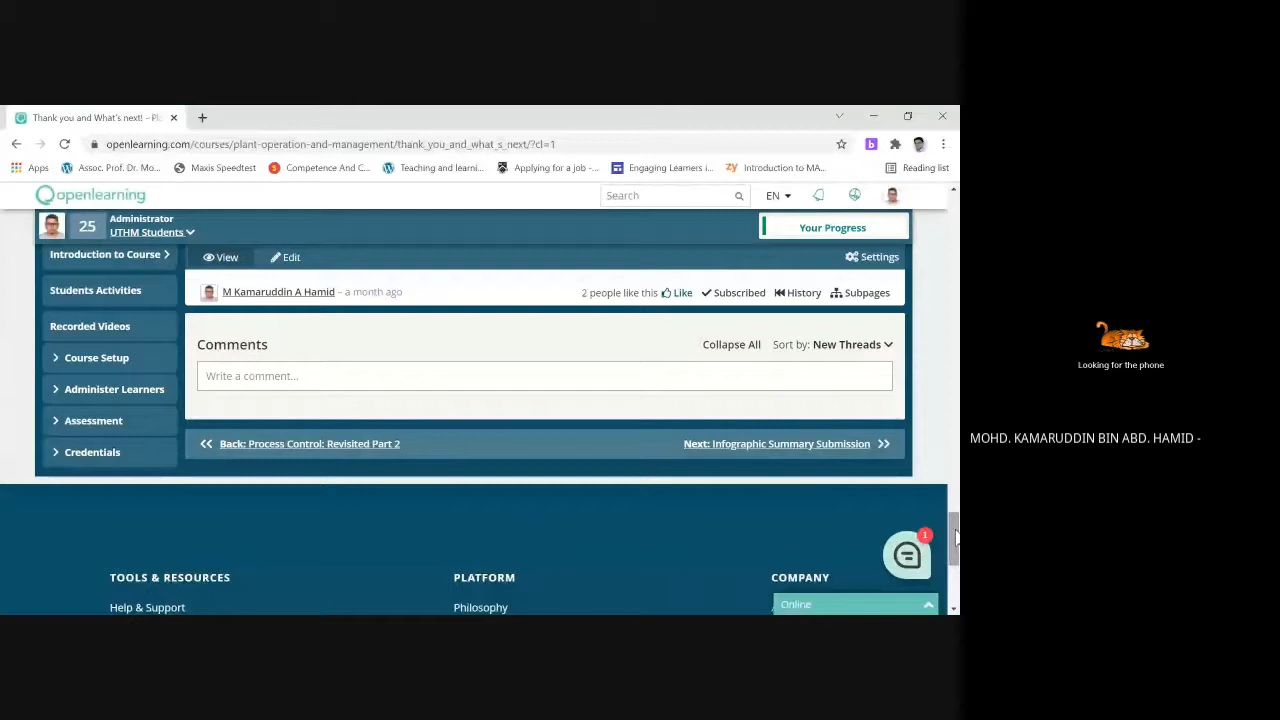 Thank you and What's next! - Plo
openlearning.com/courses/plant-operation-and-management/thank_you_and_what_s_next/?cl=1
Apps Assoc. Prof. Dr. Mo... Maxis Speedtest Competence And C... Teaching and learni... Applying for a job -... Engaging Learners i... Introduction to MA... Reading list
openlearning Search EN
25 Administrator
UTHM Students
Your Progress
Introduction to Course
View Edit Settings
Students Activities
M Kamaruddin A Hamid – a month ago 2 people like this Like Subscribed History Subpages
Recorded Videos
Course Setup
Administer Learners
Assessment
Credentials
Comments Collapse All Sort by: New Threads
Write a comment...
Back: Process Control: Revisited Part 2 Next: Infographic Summary Submission
1
TOOLS & RESOURCES PLATFORM COMPANY
Help & Support Philosophy
Online
Looking for the phone
MOHD. KAMARUDDIN BIN ABD. HAMID -